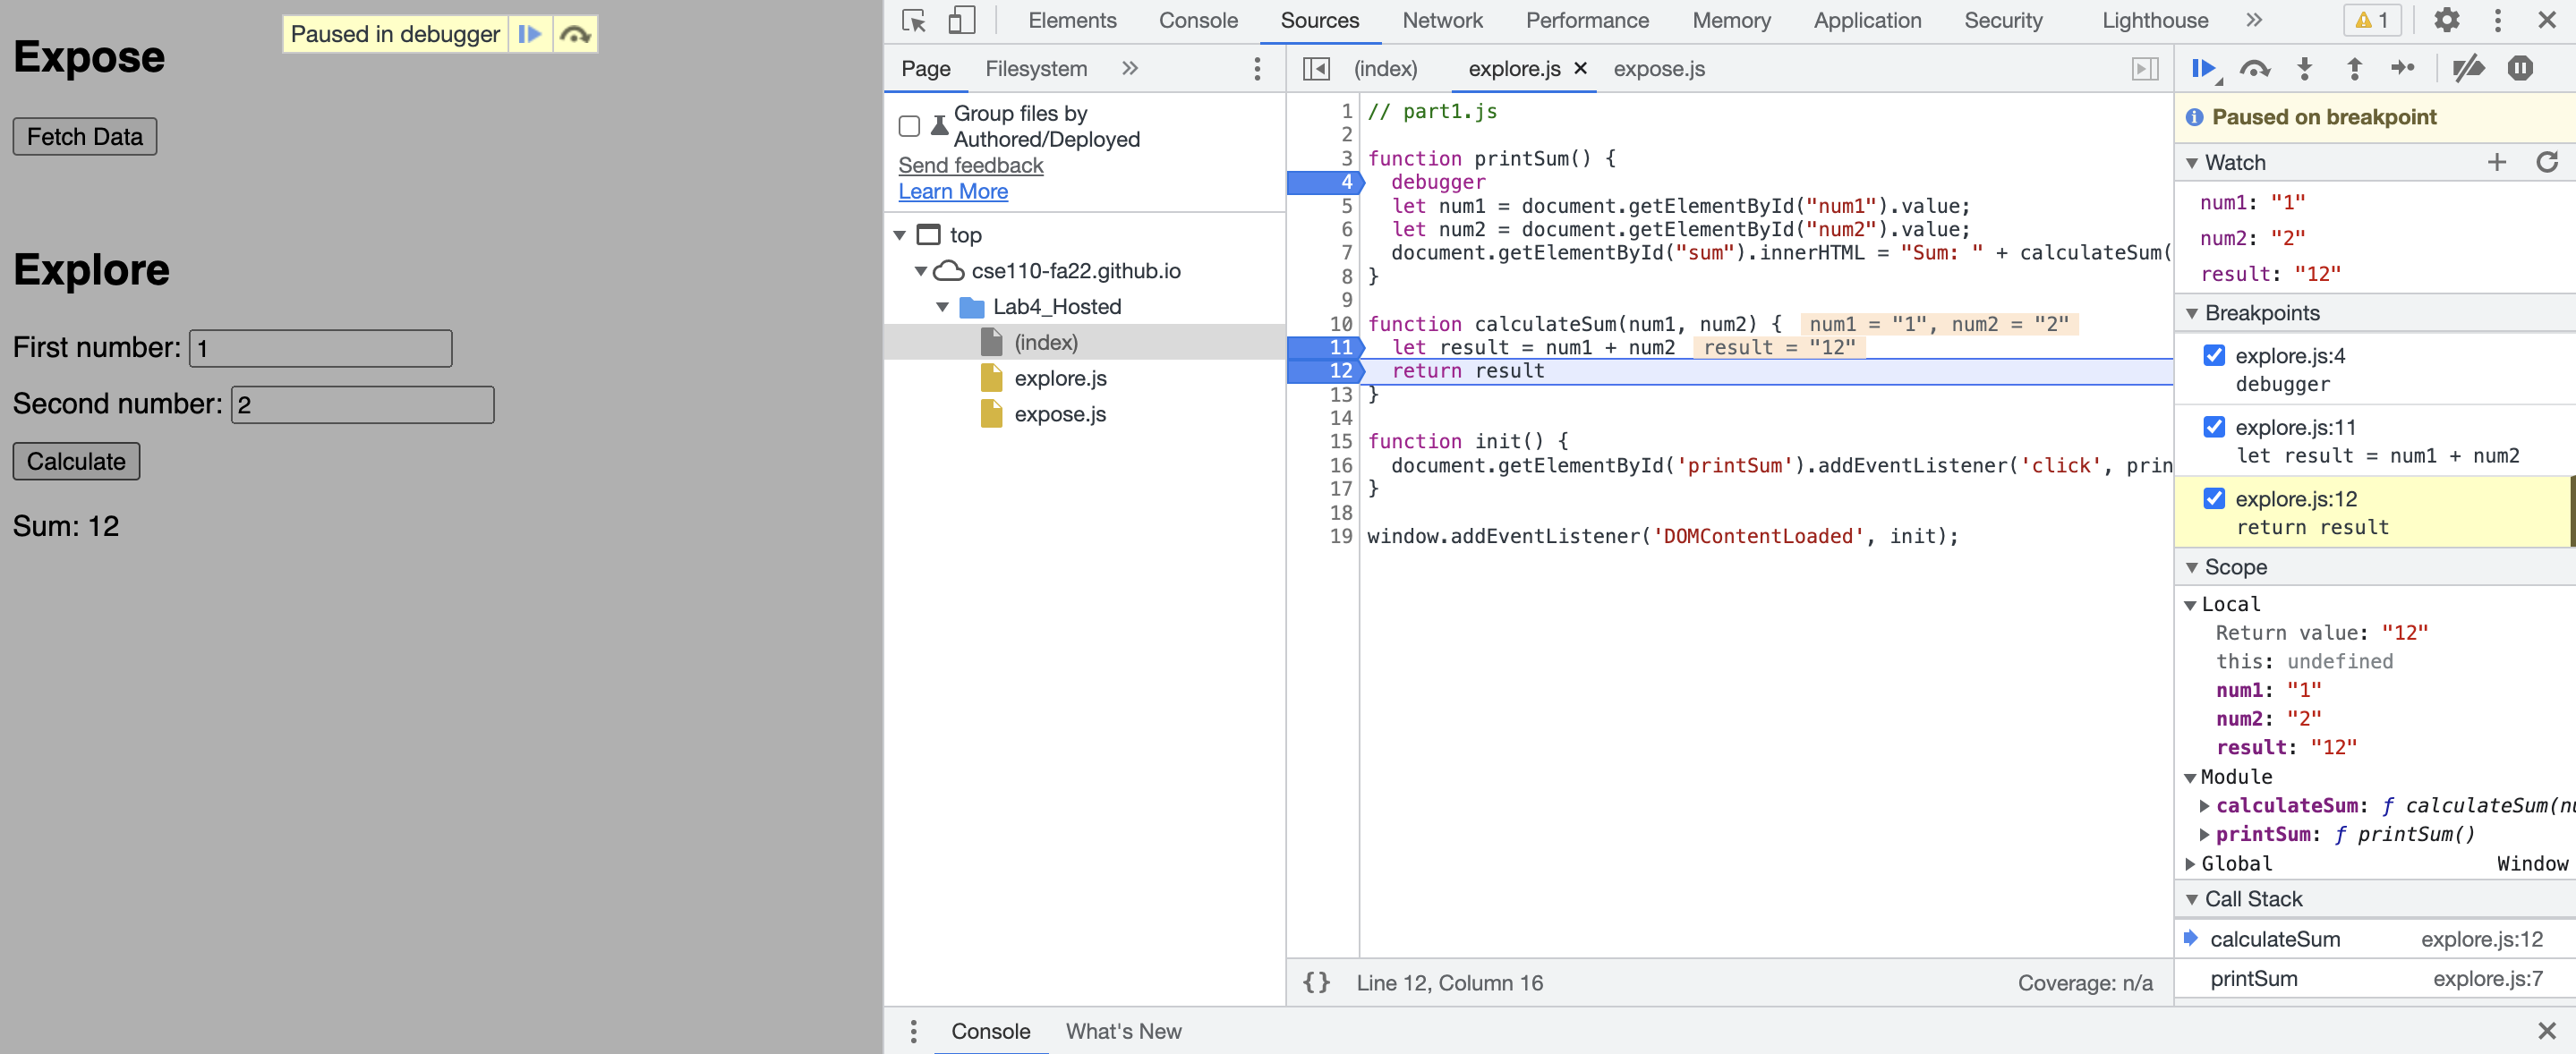 Expose
Paused in debugger
Fetch Data
Explore
First number: 1
Second number: 2
Calculate
Sum: 12
Elements Console Sources Network Performance Memory Application Security Lighthouse » 1
Page Filesystem »
Group files by
Authored/Deployed
Send feedback
Learn More
top
cse110-fa22.github.io
Lab4_Hosted
(index)
explore.js
expose.js
(index) explore.js × expose.js
1 // part1.js
2
3 function printSum() {
4 debugger
5 let num1 = document.getElementById("num1").value;
6 let num2 = document.getElementById("num2").value;
7 document.getElementById("sum").innerHTML = "Sum: " + calculateSum(
8 }
9
10 function calculateSum(num1, num2) { num1 = "1", num2 = "2"
11 let result = num1 + num2 result = "12"
12 return result
13 }
14
15 function init() {
16 document.getElementById('printSum').addEventListener('click', prin
17 }
18
19 window.addEventListener('DOMContentLoaded', init);
{} Line 12, Column 16 Coverage: n/a
Paused on breakpoint
Watch
num1: "1"
num2: "2"
result: "12"
Breakpoints
explore.js:4
debugger
explore.js:11
let result = num1 + num2
explore.js:12
return result
Scope
Local
Return value: "12"
this: undefined
num1: "1"
num2: "2"
result: "12"
Module
calculateSum: ƒ calculateSum(nu
printSum: ƒ printSum()
Global Window
Call Stack
calculateSum explore.js:12
printSum explore.js:7
Console What's New